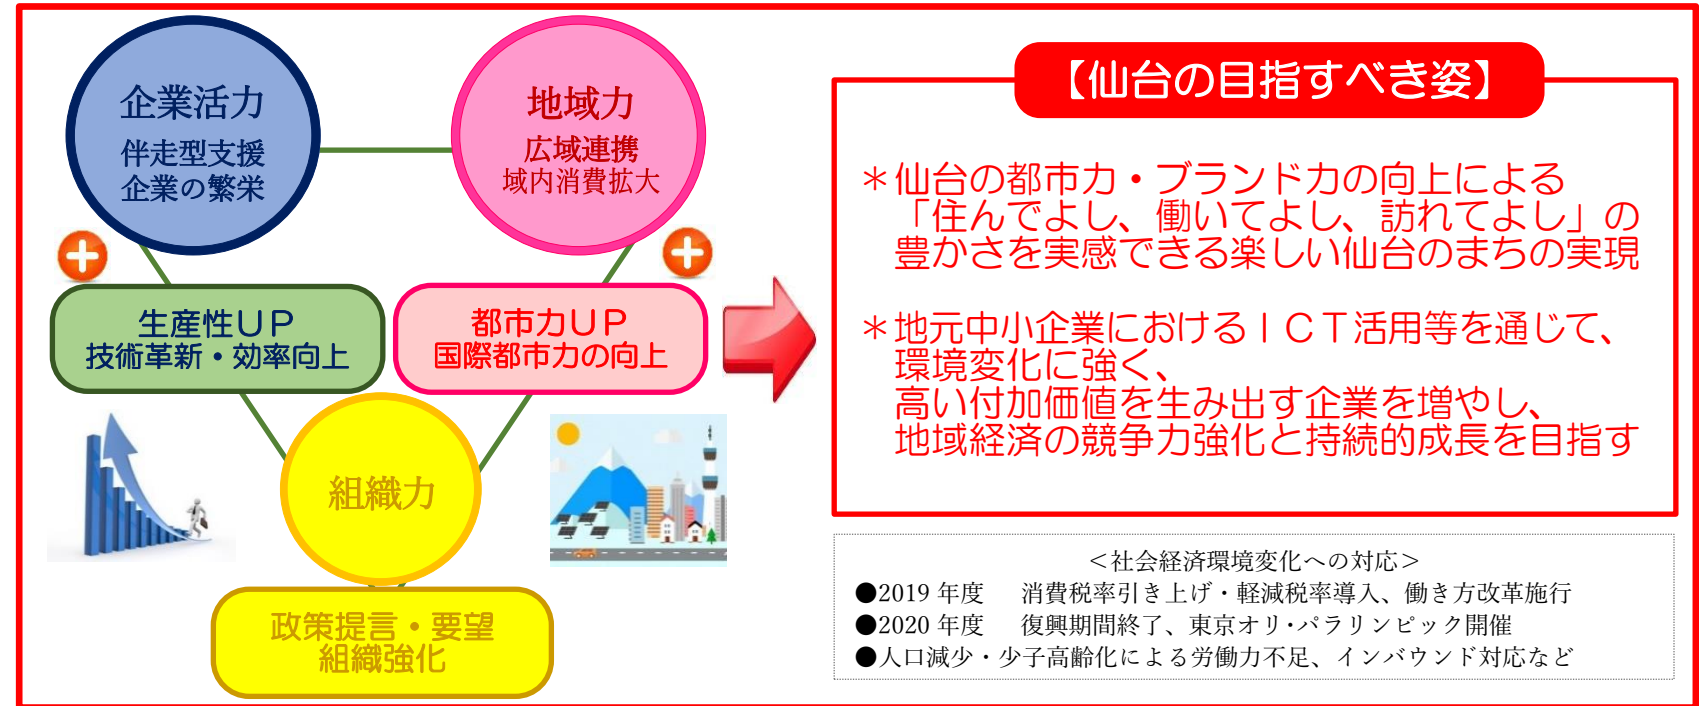 企業活力
伴走型支援
企業の繁栄
地域力
広域連携
域内消費拡大
生産性UP
技術革新・効率向上
都市力UP
国際都市力の向上
組織力
政策提言・要望
組織強化
【仙台の目指すべき姿】
＊仙台の都市力・ブランド力の向上による
「住んでよし、働いてよし、訪れてよし」の
豊かさを実感できる楽しい仙台のまちの実現
＊地元中小企業におけるＩＣＴ活用等を通じて、
環境変化に強く、
高い付加価値を生み出す企業を増やし、
地域経済の競争力強化と持続的成長を目指す
＜社会経済環境変化への対応＞
●2019 年度　消費税率引き上げ・軽減税率導入、働き方改革施行
●2020 年度　復興期間終了、東京オリ・パラリンピック開催
●人口減少・少子高齢化による労働力不足、インバウンド対応など